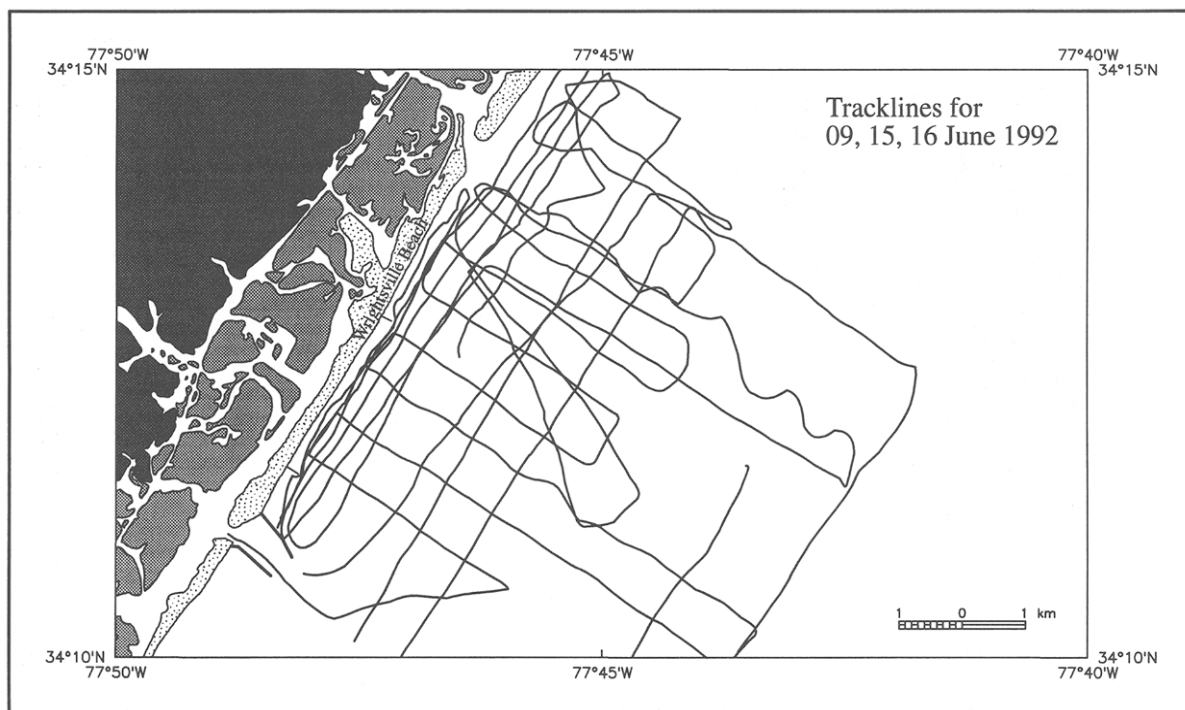 77°50'W 77°45'W 77°40'W
34°15'N 34°15'N
Tracklines for
09, 15, 16 June 1992
Wrightsville Beach
1 0 1 km
34°10'N 34°10'N
77°50'W 77°45'W 77°40'W